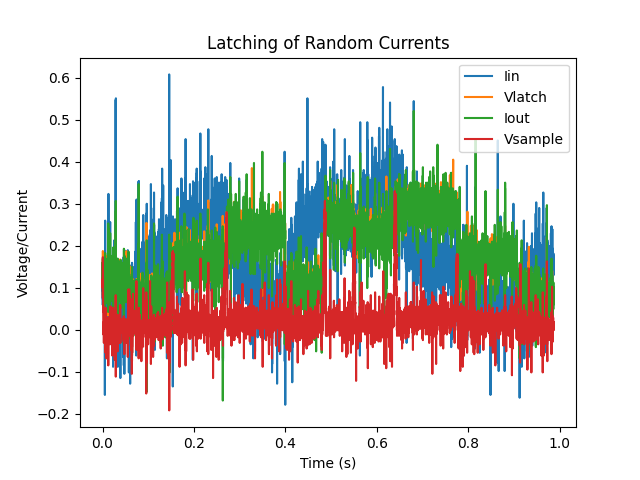 Latching of Random Currents
Iin
Vlatch
Iout
Vsample
Voltage/Current
0.6
0.5
0.4
0.3
0.2
0.1
0.0
−0.1
−0.2
0.0 0.2 0.4 0.6 0.8 1.0
Time (s)